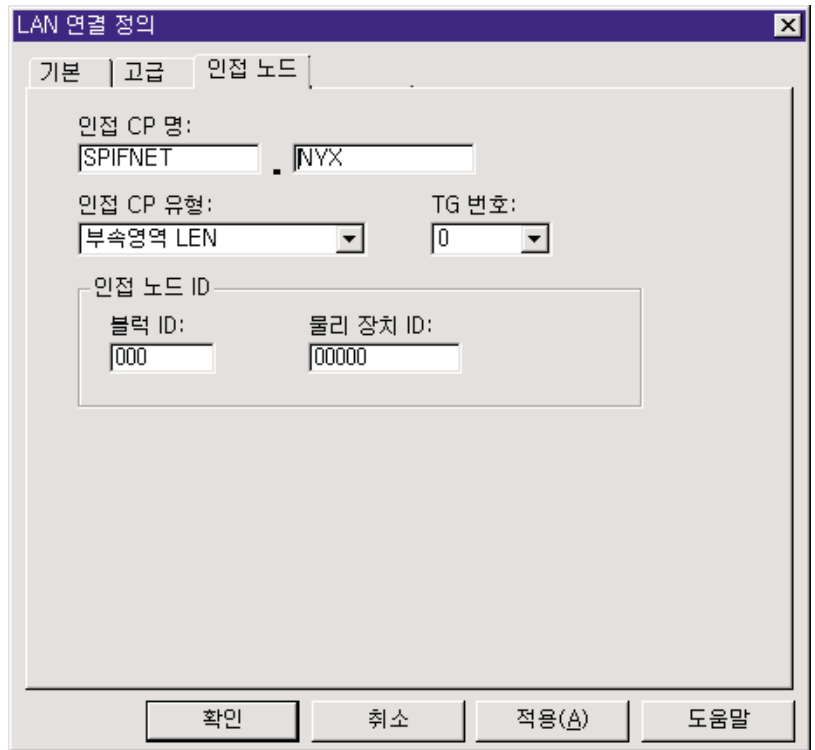 LAN 연결 정의
기본 고급 인접 노드
인접 CP 명:
SPIFNET . NYX
인접 CP 유형: TG 번호:
부속영역 LEN 0
인접 노드 ID
블럭 ID: 물리 장치 ID:
000 00000
확인 취소 적용(A) 도움말